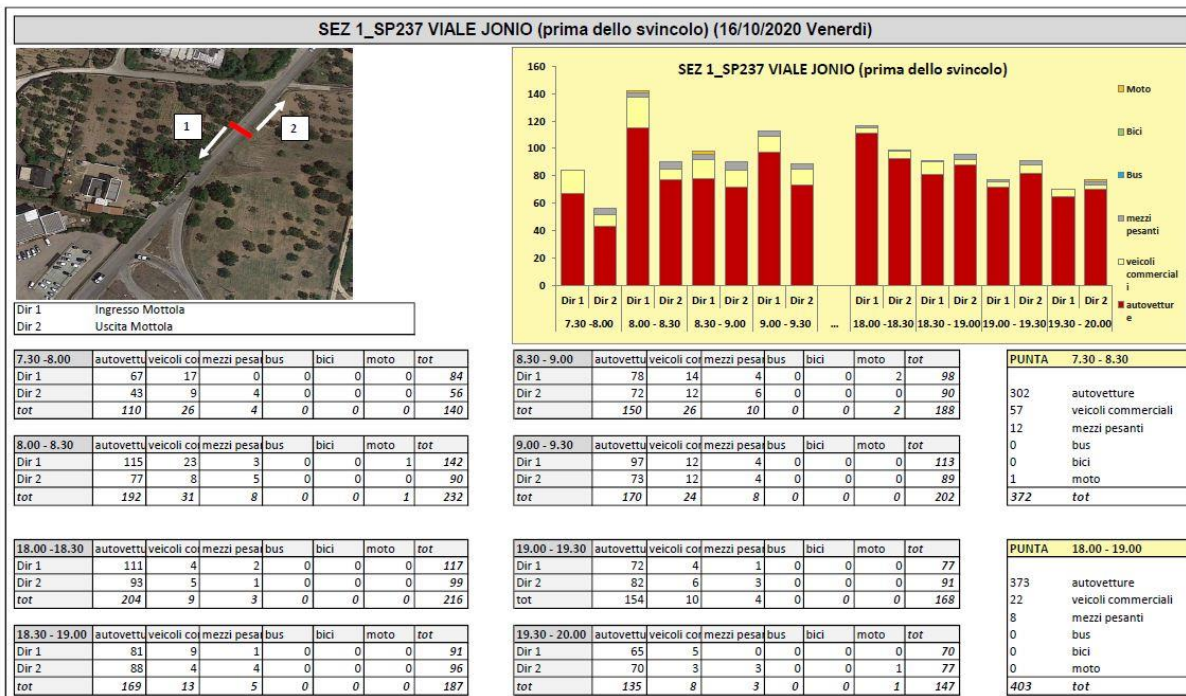 SEZ 1_SP237 VIALE JONIO (prima dello svincolo) (16/10/2020 Venerdì)
1
2
Dir 1 Ingresso Mottola
Dir 2 Uscita Mottola
SEZ 1_SP237 VIALE JONIO (prima dello svincolo)
160
140
120
100
80
60
40
20
0
Moto
Bici
Bus
mezzi
pesanti
veicoli
commerciali
i
autovettur
e
Dir 1 Dir 2 Dir 1 Dir 2 Dir 1 Dir 2 Dir 1 Dir 2 Dir 1 Dir 2 Dir 1 Dir 2 Dir 1 Dir 2 Dir 1 Dir 2
7.30 -8.00 8.00 - 8.30 8.30 - 9.00 9.00 - 9.30 ... 18.00 -18.30 18.30 - 19.00 19.00 - 19.30 19.30 - 20.00
7.30 -8.00 autovettu veicoli cor mezzi pesai bus bici moto tot
Dir 1 67 17 0 0 0 0 84
Dir 2 43 9 4 0 0 0 56
tot 110 26 4 0 0 0 140
8.30 - 9.00 autovettu veicoli cor mezzi pesai bus bici moto tot
Dir 1 78 14 4 0 0 2 98
Dir 2 72 12 6 0 0 0 90
tot 150 26 10 0 0 2 188
PUNTA 7.30 - 8.30
302 autovetture
57 veicoli commerciali
12 mezzi pesanti
0 bus
0 bici
1 moto
372 tot
8.00 - 8.30 autovettu veicoli cor mezzi pesai bus bici moto tot
Dir 1 115 23 3 0 0 1 142
Dir 2 77 8 5 0 0 0 90
tot 192 31 8 0 0 1 232
9.00 - 9.30 autovettu veicoli cor mezzi pesai bus bici moto tot
Dir 1 97 12 4 0 0 0 113
Dir 2 73 12 4 0 0 0 89
tot 170 24 8 0 0 0 202
18.00 -18.30 autovettu veicoli cor mezzi pesai bus bici moto tot
Dir 1 111 4 2 0 0 0 117
Dir 2 93 5 1 0 0 0 99
tot 204 9 3 0 0 0 216
19.00 - 19.30 autovettu veicoli cor mezzi pesai bus bici moto tot
Dir 1 72 4 1 0 0 0 77
Dir 2 82 6 3 0 0 0 91
tot 154 10 4 0 0 0 168
PUNTA 18.00 - 19.00
373 autovetture
22 veicoli commerciali
8 mezzi pesanti
0 bus
0 bici
0 moto
403 tot
18.30 - 19.00 autovettu veicoli cor mezzi pesai bus bici moto tot
Dir 1 81 9 1 0 0 0 91
Dir 2 88 4 4 0 0 0 96
tot 169 13 5 0 0 0 187
19.30 - 20.00 autovettu veicoli cor mezzi pesai bus bici moto tot
Dir 1 65 5 0 0 0 0 70
Dir 2 70 3 3 0 0 1 77
tot 135 8 3 0 0 1 147